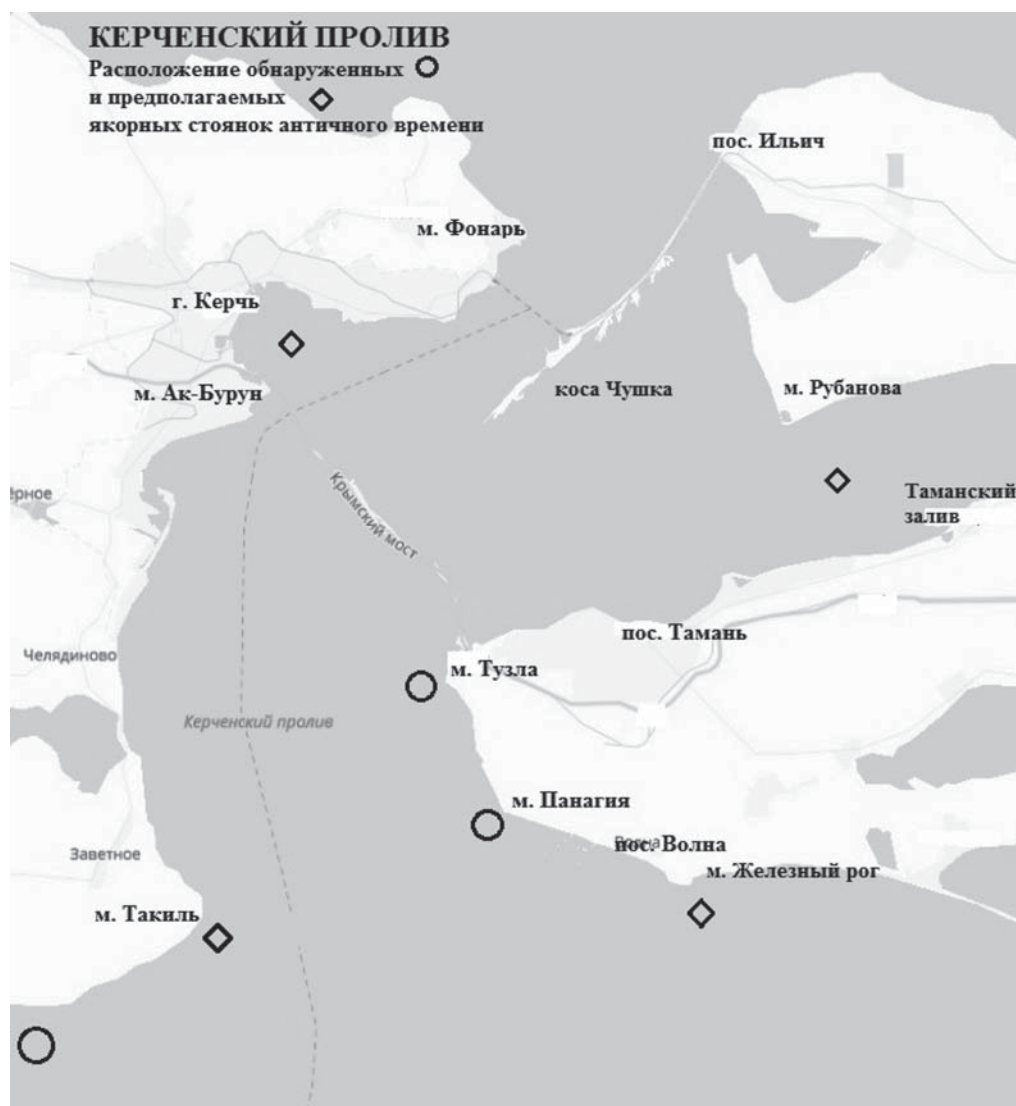 КЕРЧЕНСКИЙ ПРОЛИВ
Расположение обнаруженных
и предполагаемых
якорных стоянок античного времени
пос. Ильич
м. Фонарь
г. Керчь
м. Ак-Бурун
коса Чушка
м. Рубанова
Крымский мост
Таманский
залив
пос. Тамань
Челядиново
м. Тузла
Керченский пролив
м. Панагия
пос. Волна
Заветное
м. Железный рог
м. Такиль